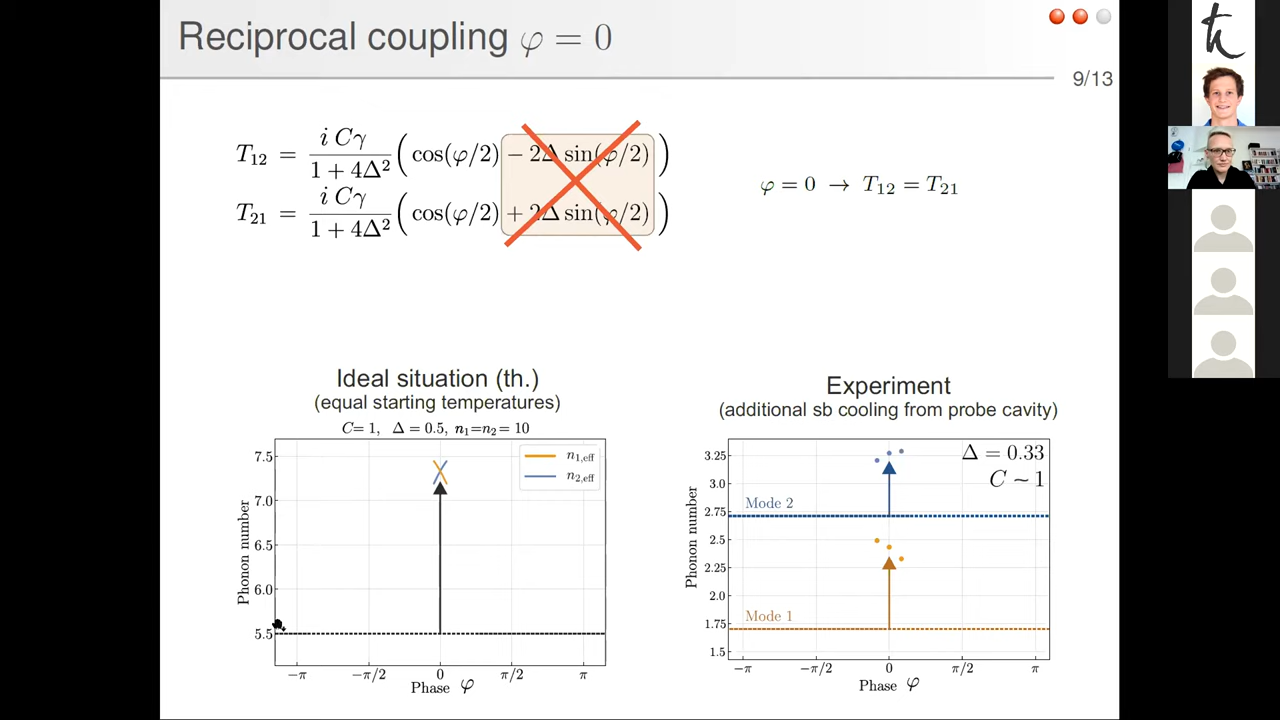 Reciprocal coupling φ = 0
9/13
T₁₂ = i Cγ / (1 + 4Δ²) ( cos(φ/2) − 2Δ sin(φ/2) )
T₂₁ = i Cγ / (1 + 4Δ²) ( cos(φ/2) + 2Δ sin(φ/2) )
φ = 0 → T₁₂ = T₂₁
Ideal situation (th.)
(equal starting temperatures)
C= 1, Δ = 0.5, n₁=n₂ = 10
n₁,eff
n₂,eff
7.5
7.0
6.5
6.0
5.5
Phonon number
−π −π/2 0 π/2 π
Phase φ
Experiment
(additional sb cooling from probe cavity)
Δ = 0.33
C ~ 1
Mode 2
Mode 1
3.25
3.0
2.75
2.5
2.25
2.0
1.75
1.5
Phonon number
−π −π/2 0 π/2 π
Phase φ